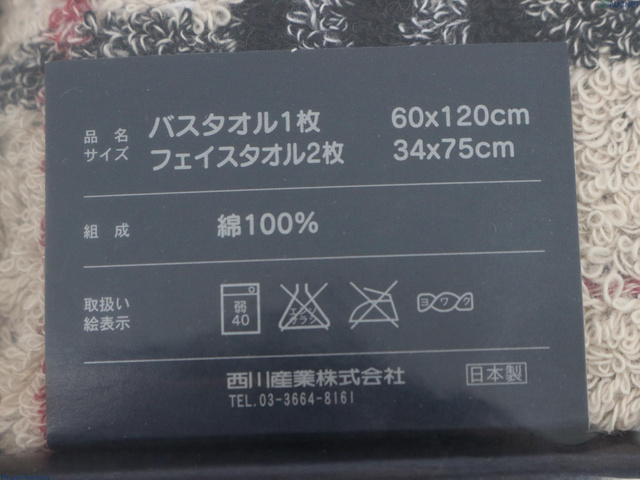 品名 バスタオル1枚 60x120cm
サイズ フェイスタオル2枚 34x75cm
組成 綿100%
取扱い
絵表示
弱
40
エンソ
サラシ
ヨワク
西川産業株式会社 日本製
TEL.03-3664-8161